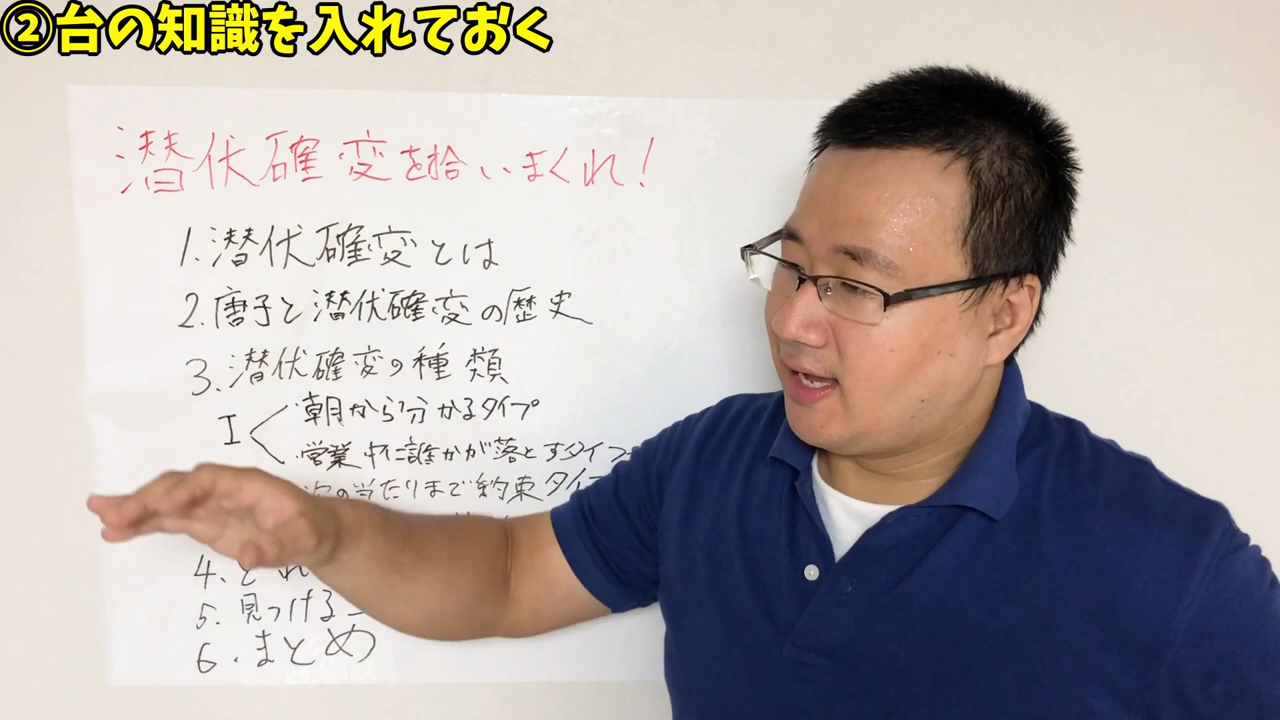 ②台の知識を入れておく
潜伏確変を拾いまくれ!
1.潜伏確変とは
2.唐子と潜伏確変の歴史
3.潜伏確変の種類
I
・朝から分かるタイプ
・営業中に誰かが落とすタイプ
次の当たりまで約束タイプ
4.どれ
5.見つける
6.まとめ